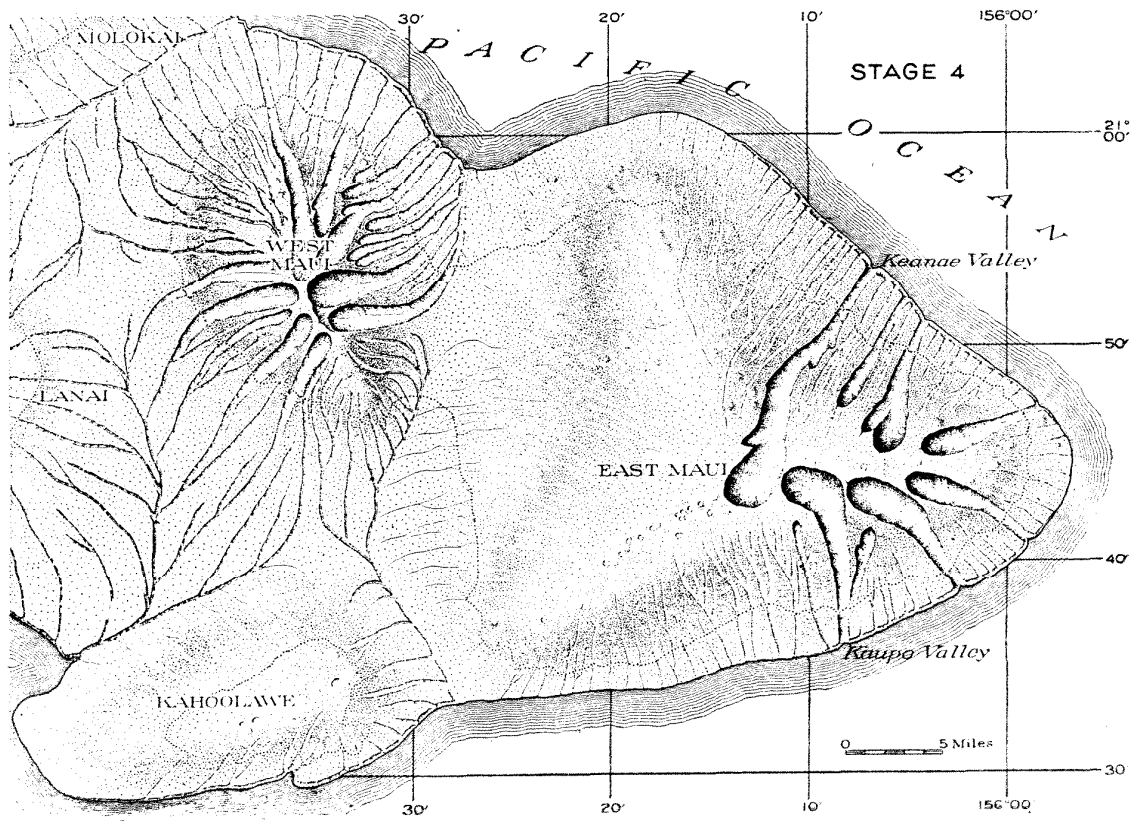 30' 20' 10' 156°00'
MOLOKAI
PACIFIC
STAGE 4
OCEAN
21°
00'
WEST
MAUI
Keanae Valley
50'
LANAI
EAST MAUI
40'
Kaupo Valley
KAHOOLAWE
0 5 Miles
30
30' 20' 10' 156°00